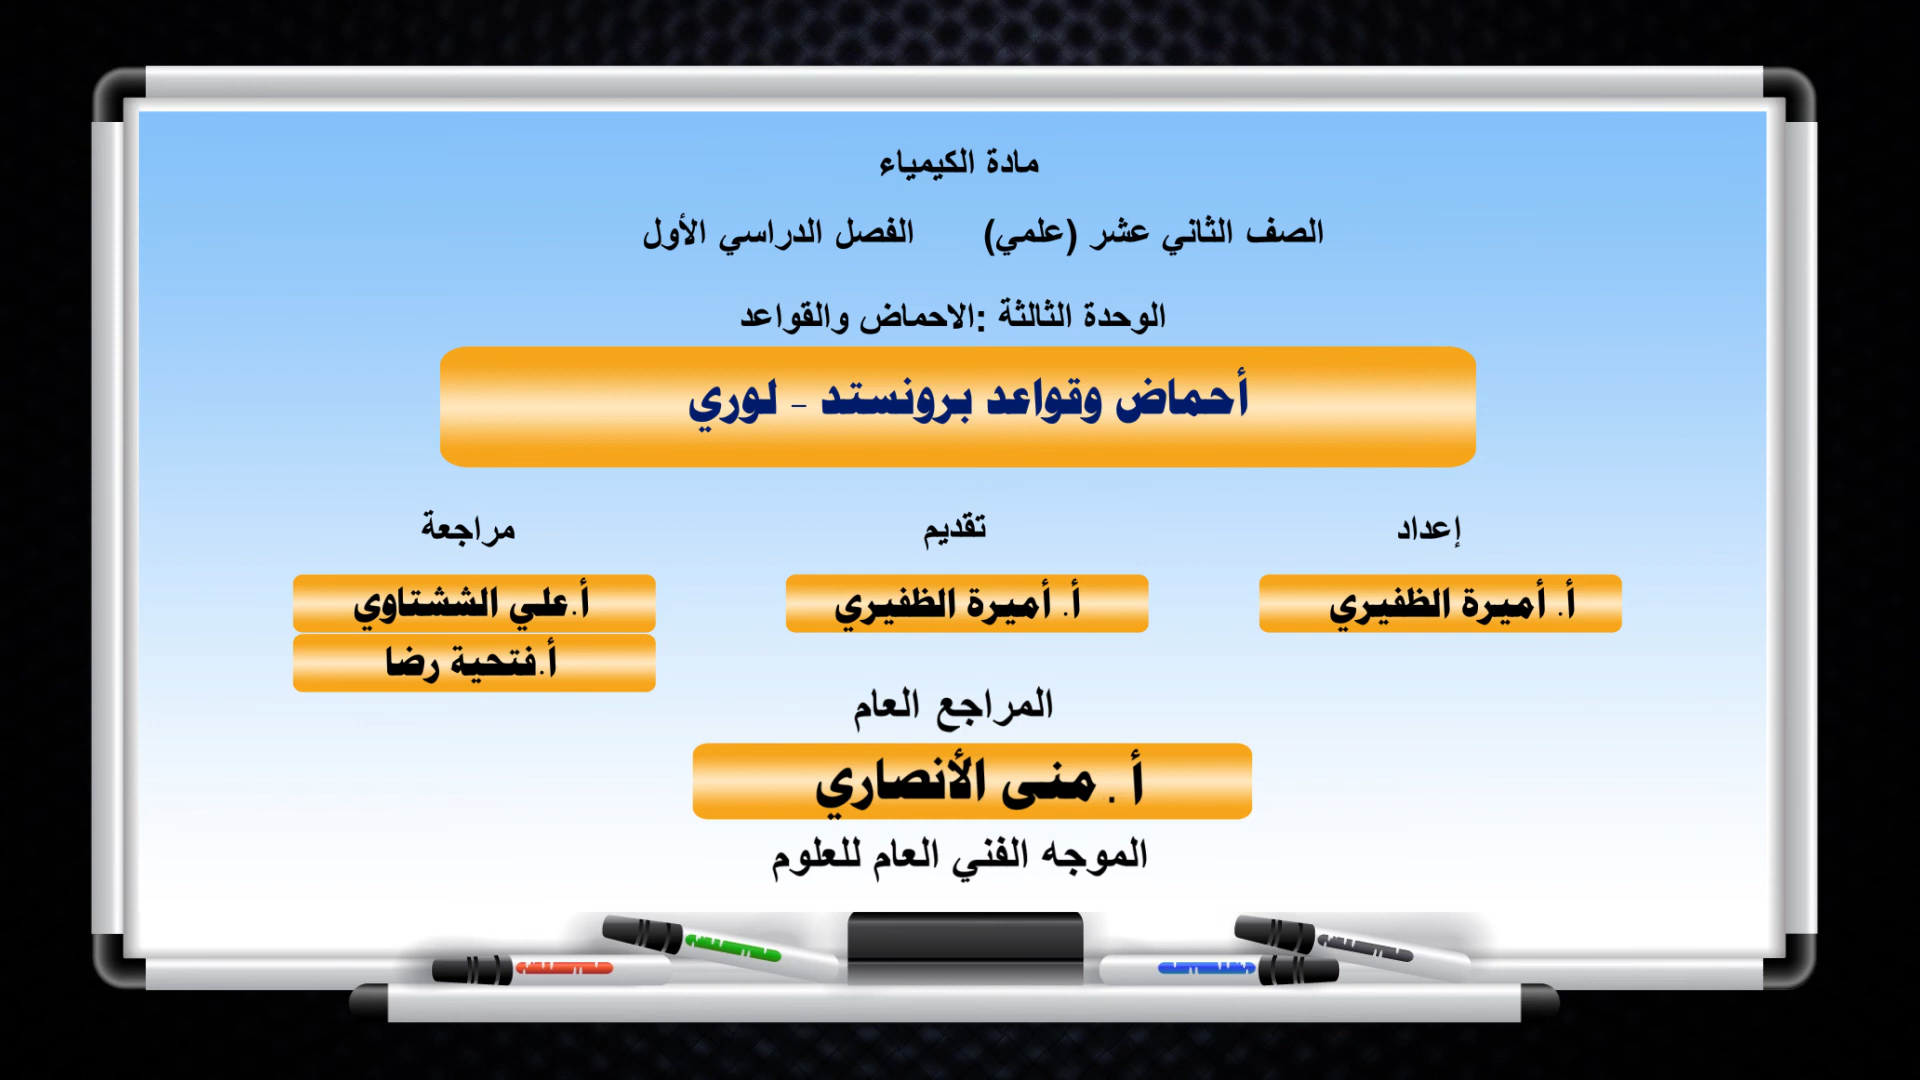 مادة الكيمياء
الصف الثاني عشر (علمي) الفصل الدراسي الأول
الوحدة الثالثة :الاحماض والقواعد
أحماض وقواعد برونستد - لوري
إعداد
أ. أميرة الظفيري
تقديم
أ. أميرة الظفيري
مراجعة
أ.علي الششتاوي
أ.فتحية رضا
المراجع العام
أ . منى الأنصاري
الموجه الفني العام للعلوم